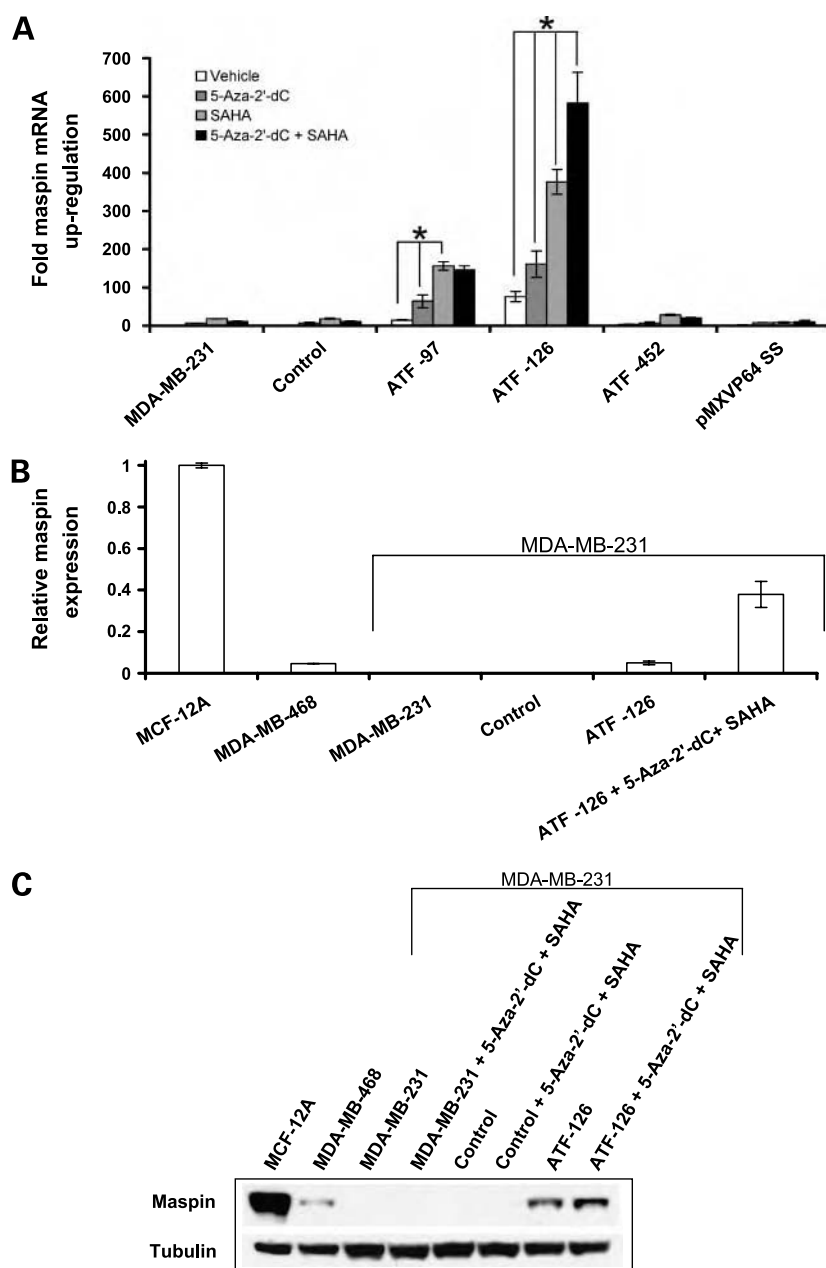 A
Fold maspin mRNA
up-regulation
700
600
500
400
300
200
100
0
Vehicle
5-Aza-2'-dC
SAHA
5-Aza-2'-dC + SAHA
*
*
MDA-MB-231
Control
ATF -97
ATF -126
ATF -452
pMXVP64 SS
B
Relative maspin
expression
1
0.8
0.6
0.4
0.2
0
MDA-MB-231
MCF-12A
MDA-MB-468
MDA-MB-231
Control
ATF -126
ATF -126 + 5-Aza-2'-dC+ SAHA
C
MDA-MB-231
MCF-12A
MDA-MB-468
MDA-MB-231
MDA-MB-231 + 5-Aza-2'-dC + SAHA
Control
Control + 5-Aza-2'-dC + SAHA
ATF-126
ATF-126 + 5-Aza-2'-dC + SAHA
Maspin
Tubulin